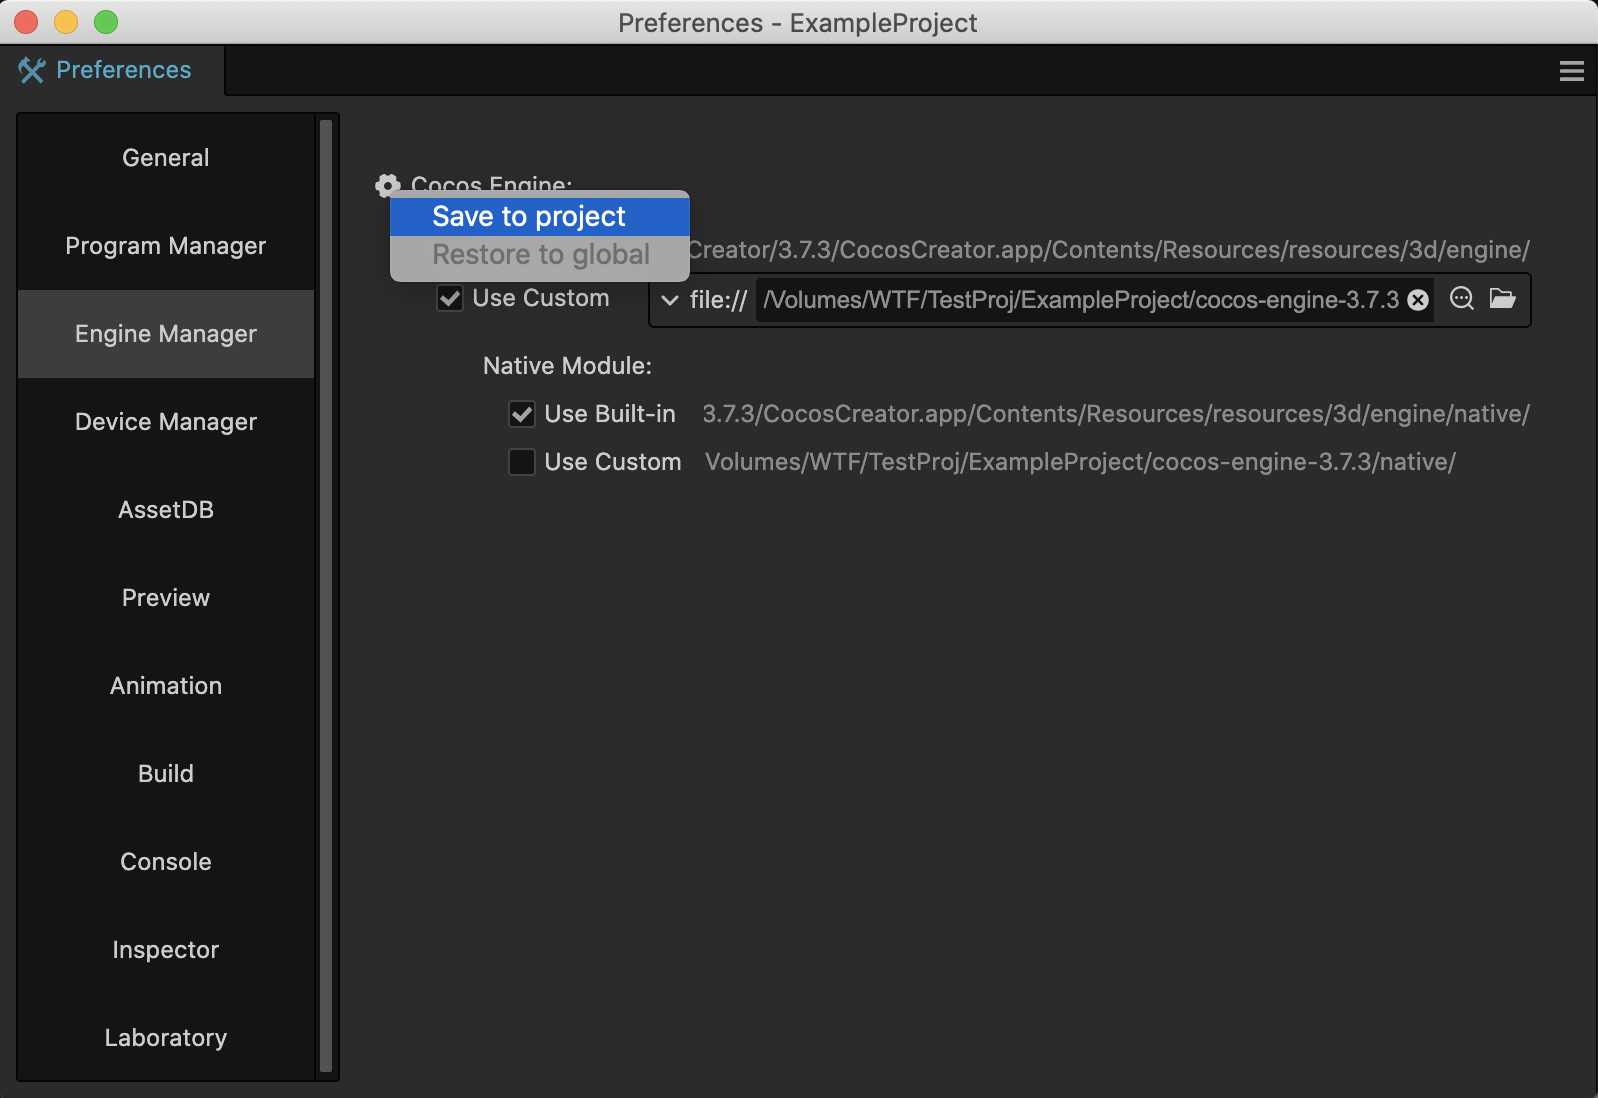 Preferences - ExampleProject
Preferences
General
Program Manager
Engine Manager
Device Manager
AssetDB
Preview
Animation
Build
Console
Inspector
Laboratory
Cocos Engine:
Save to project
Restore to global
Creator/3.7.3/CocosCreator.app/Contents/Resources/resources/3d/engine/
Use Custom file:// /Volumes/WTF/TestProj/ExampleProject/cocos-engine-3.7.3
Native Module:
Use Built-in 3.7.3/CocosCreator.app/Contents/Resources/resources/3d/engine/native/
Use Custom Volumes/WTF/TestProj/ExampleProject/cocos-engine-3.7.3/native/